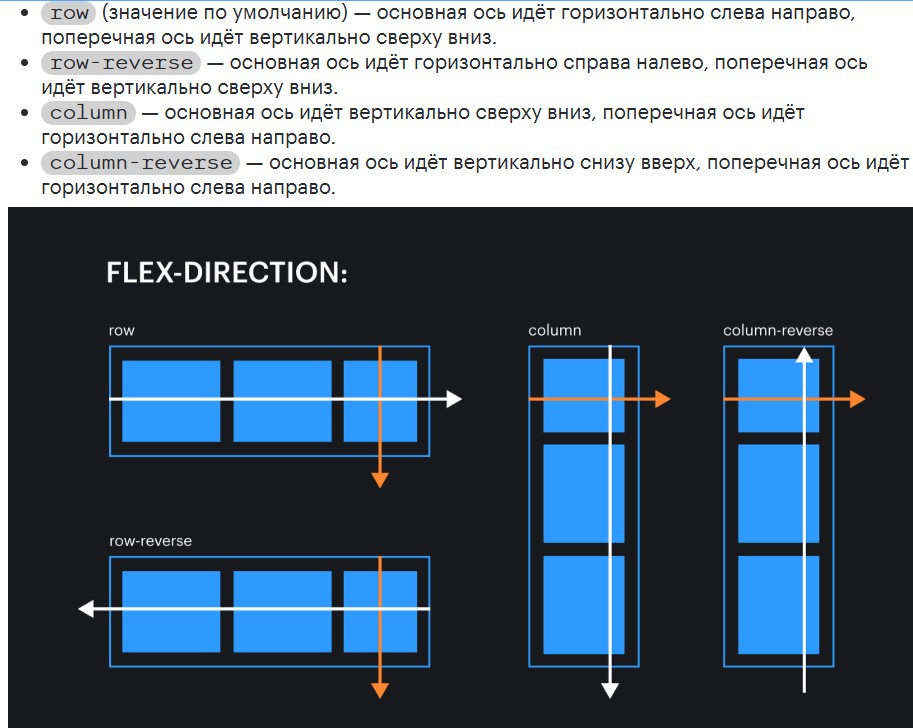 row (значение по умолчанию) — основная ось идёт горизонтально слева направо,
поперечная ось идёт вертикально сверху вниз.
row-reverse — основная ось идёт горизонтально справа налево, поперечная ось
идёт вертикально сверху вниз.
column — основная ось идёт вертикально сверху вниз, поперечная ось идёт
горизонтально слева направо.
column-reverse — основная ось идёт вертикально снизу вверх, поперечная ось идёт
горизонтально слева направо.
FLEX-DIRECTION:
row
column
column-reverse
row-reverse